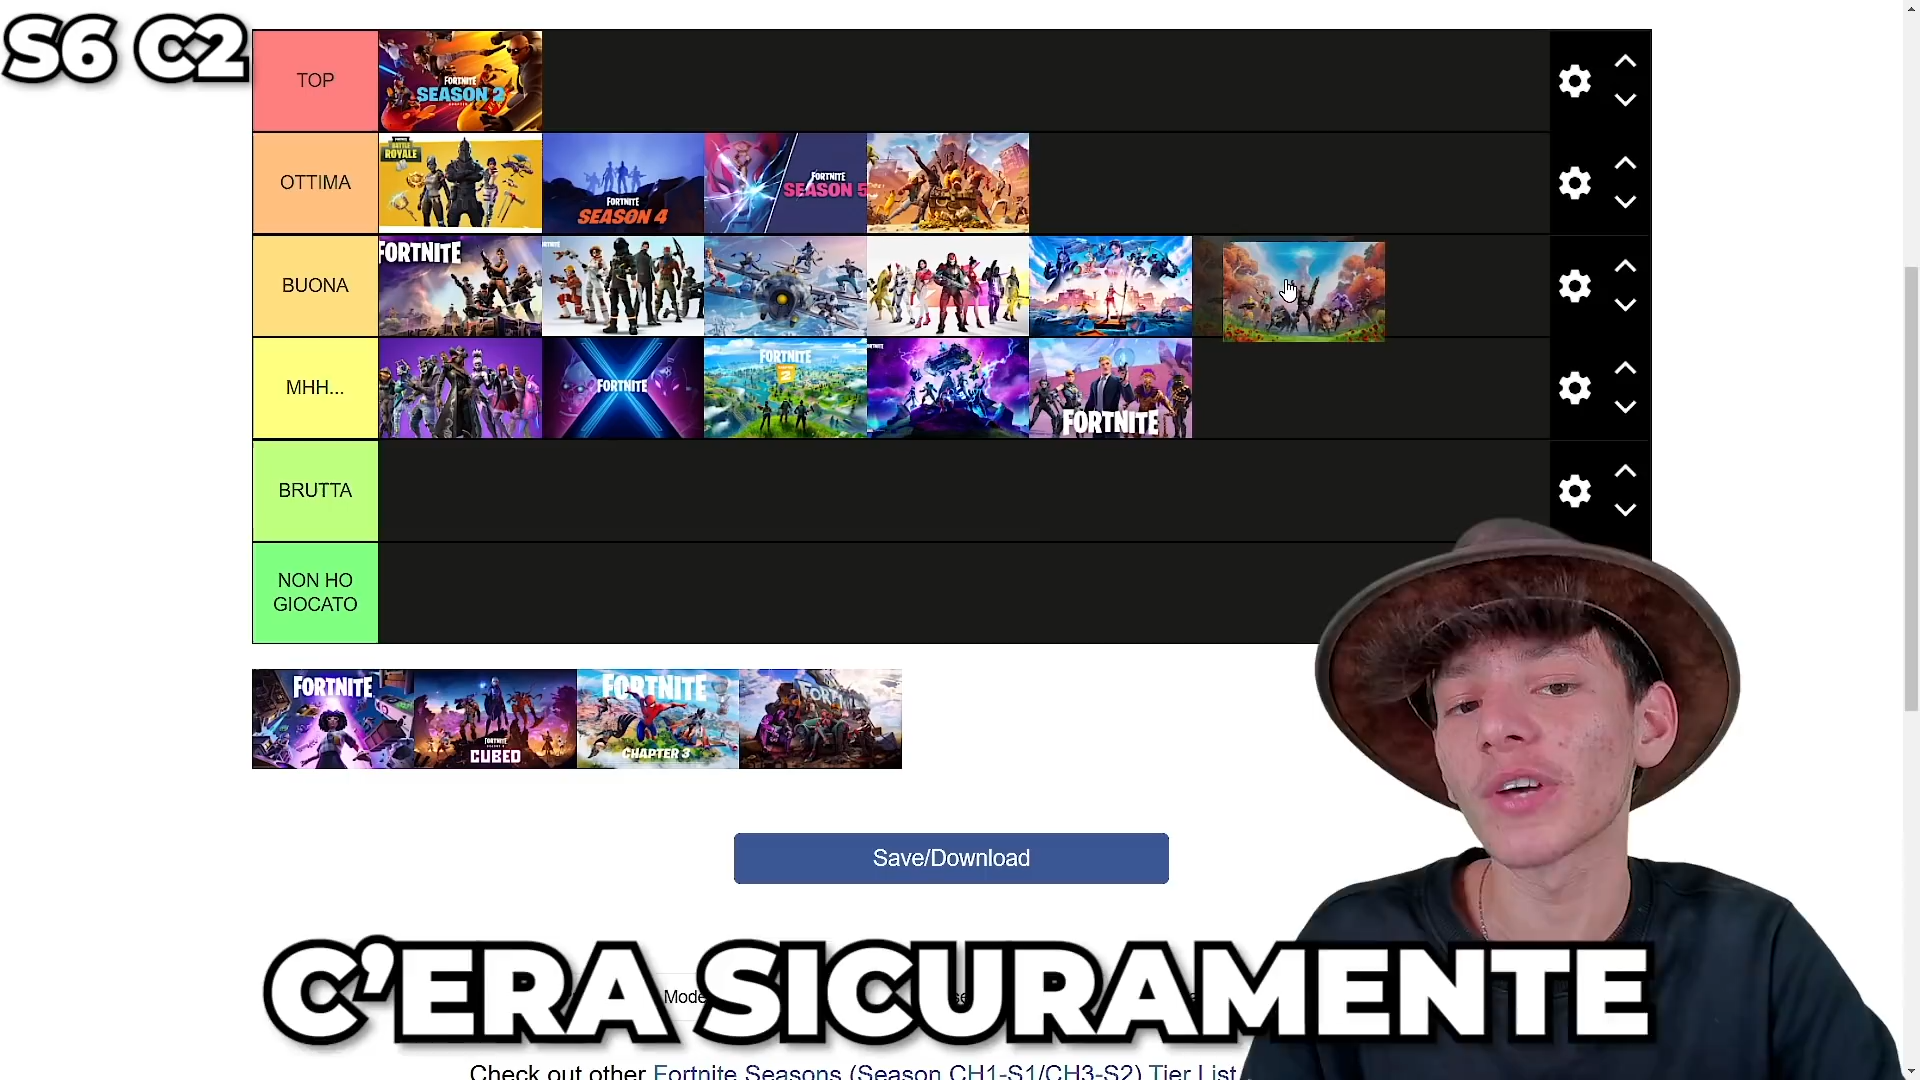 S6 C2
TOP
FORTNITE
SEASON 2
OTTIMA
BATTLE
ROYALE
FORTNITE
SEASON 4
FORTNITE
SEASON 5
BUONA
FORTNITE
MHH...
FORTNITE
FORTNITE
2
FORTNITE
BRUTTA
NON HO
GIOCATO
FORTNITE
FORTNITE
CUBED
FORTNITE
CHAPTER 3
Save/Download
C'ERA SICURAMENTE
Check out other Fortnite Seasons (Season CH1-S1/CH3-S2) Tier List